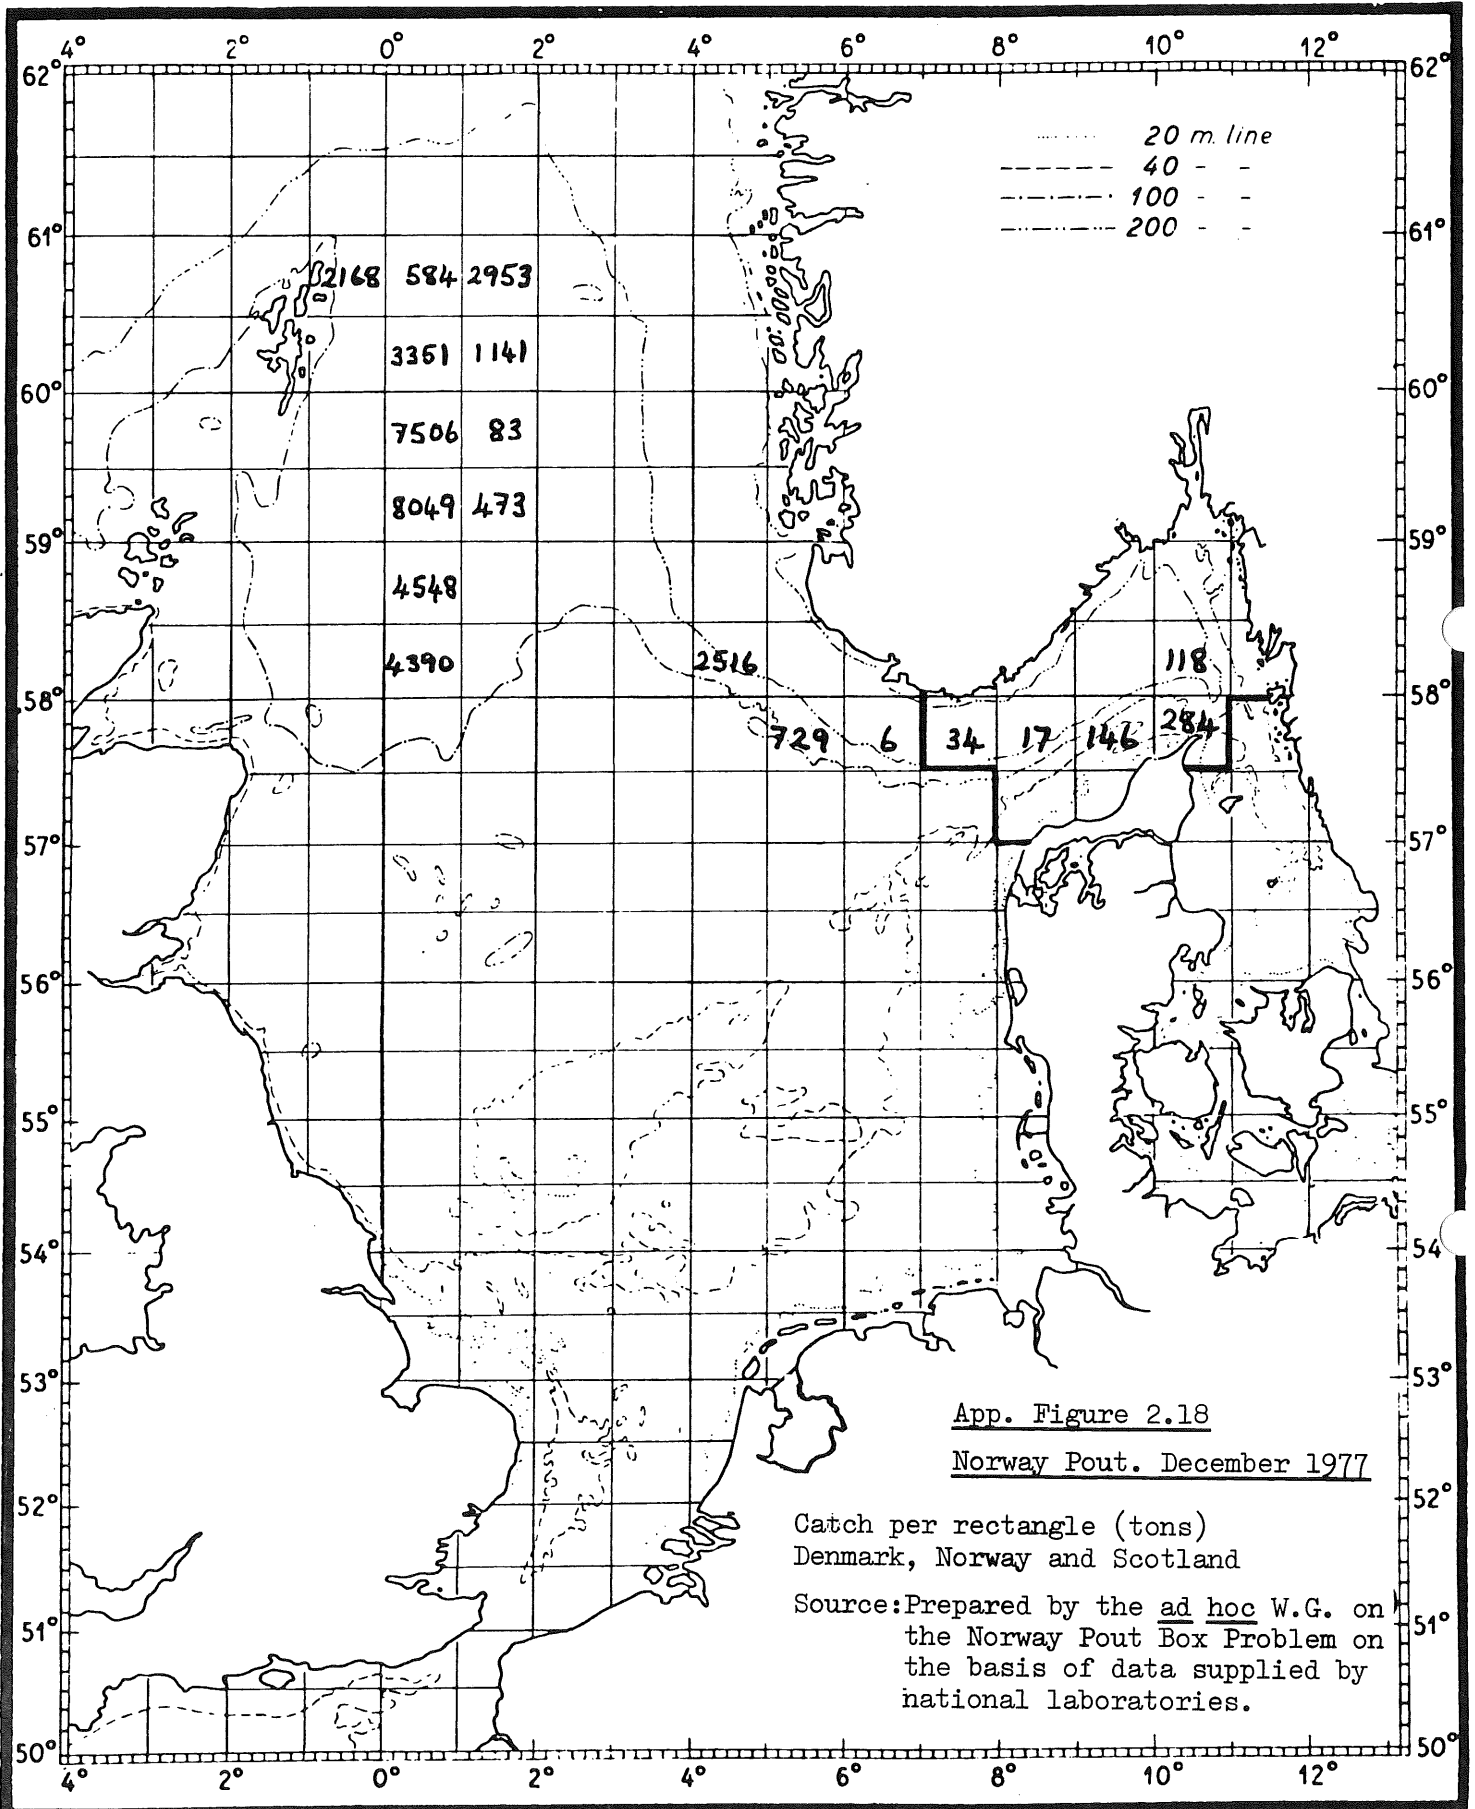 4° 2° 0° 2° 4° 6° 8° 10° 12°
62° 62°
20 m. line
40 - -
100 - -
200 - -
61° 61°
2168 584 2953
3351 1141
60° 60°
7506 83
8049 473
59° 59°
4548
4390 2516 118
58° 58°
729 6 34 17 146 284
57° 57°
56° 56°
55° 55°
54° 54
53° 53°
App. Figure 2.18
Norway Pout. December 1977
52° 52°
Catch per rectangle (tons)
Denmark, Norway and Scotland
Source:Prepared by the ad hoc W.G. on
51° 51°
the Norway Pout Box Problem on
the basis of data supplied by
national laboratories.
50° 50°
4° 2° 0° 2° 4° 6° 8° 10° 12°